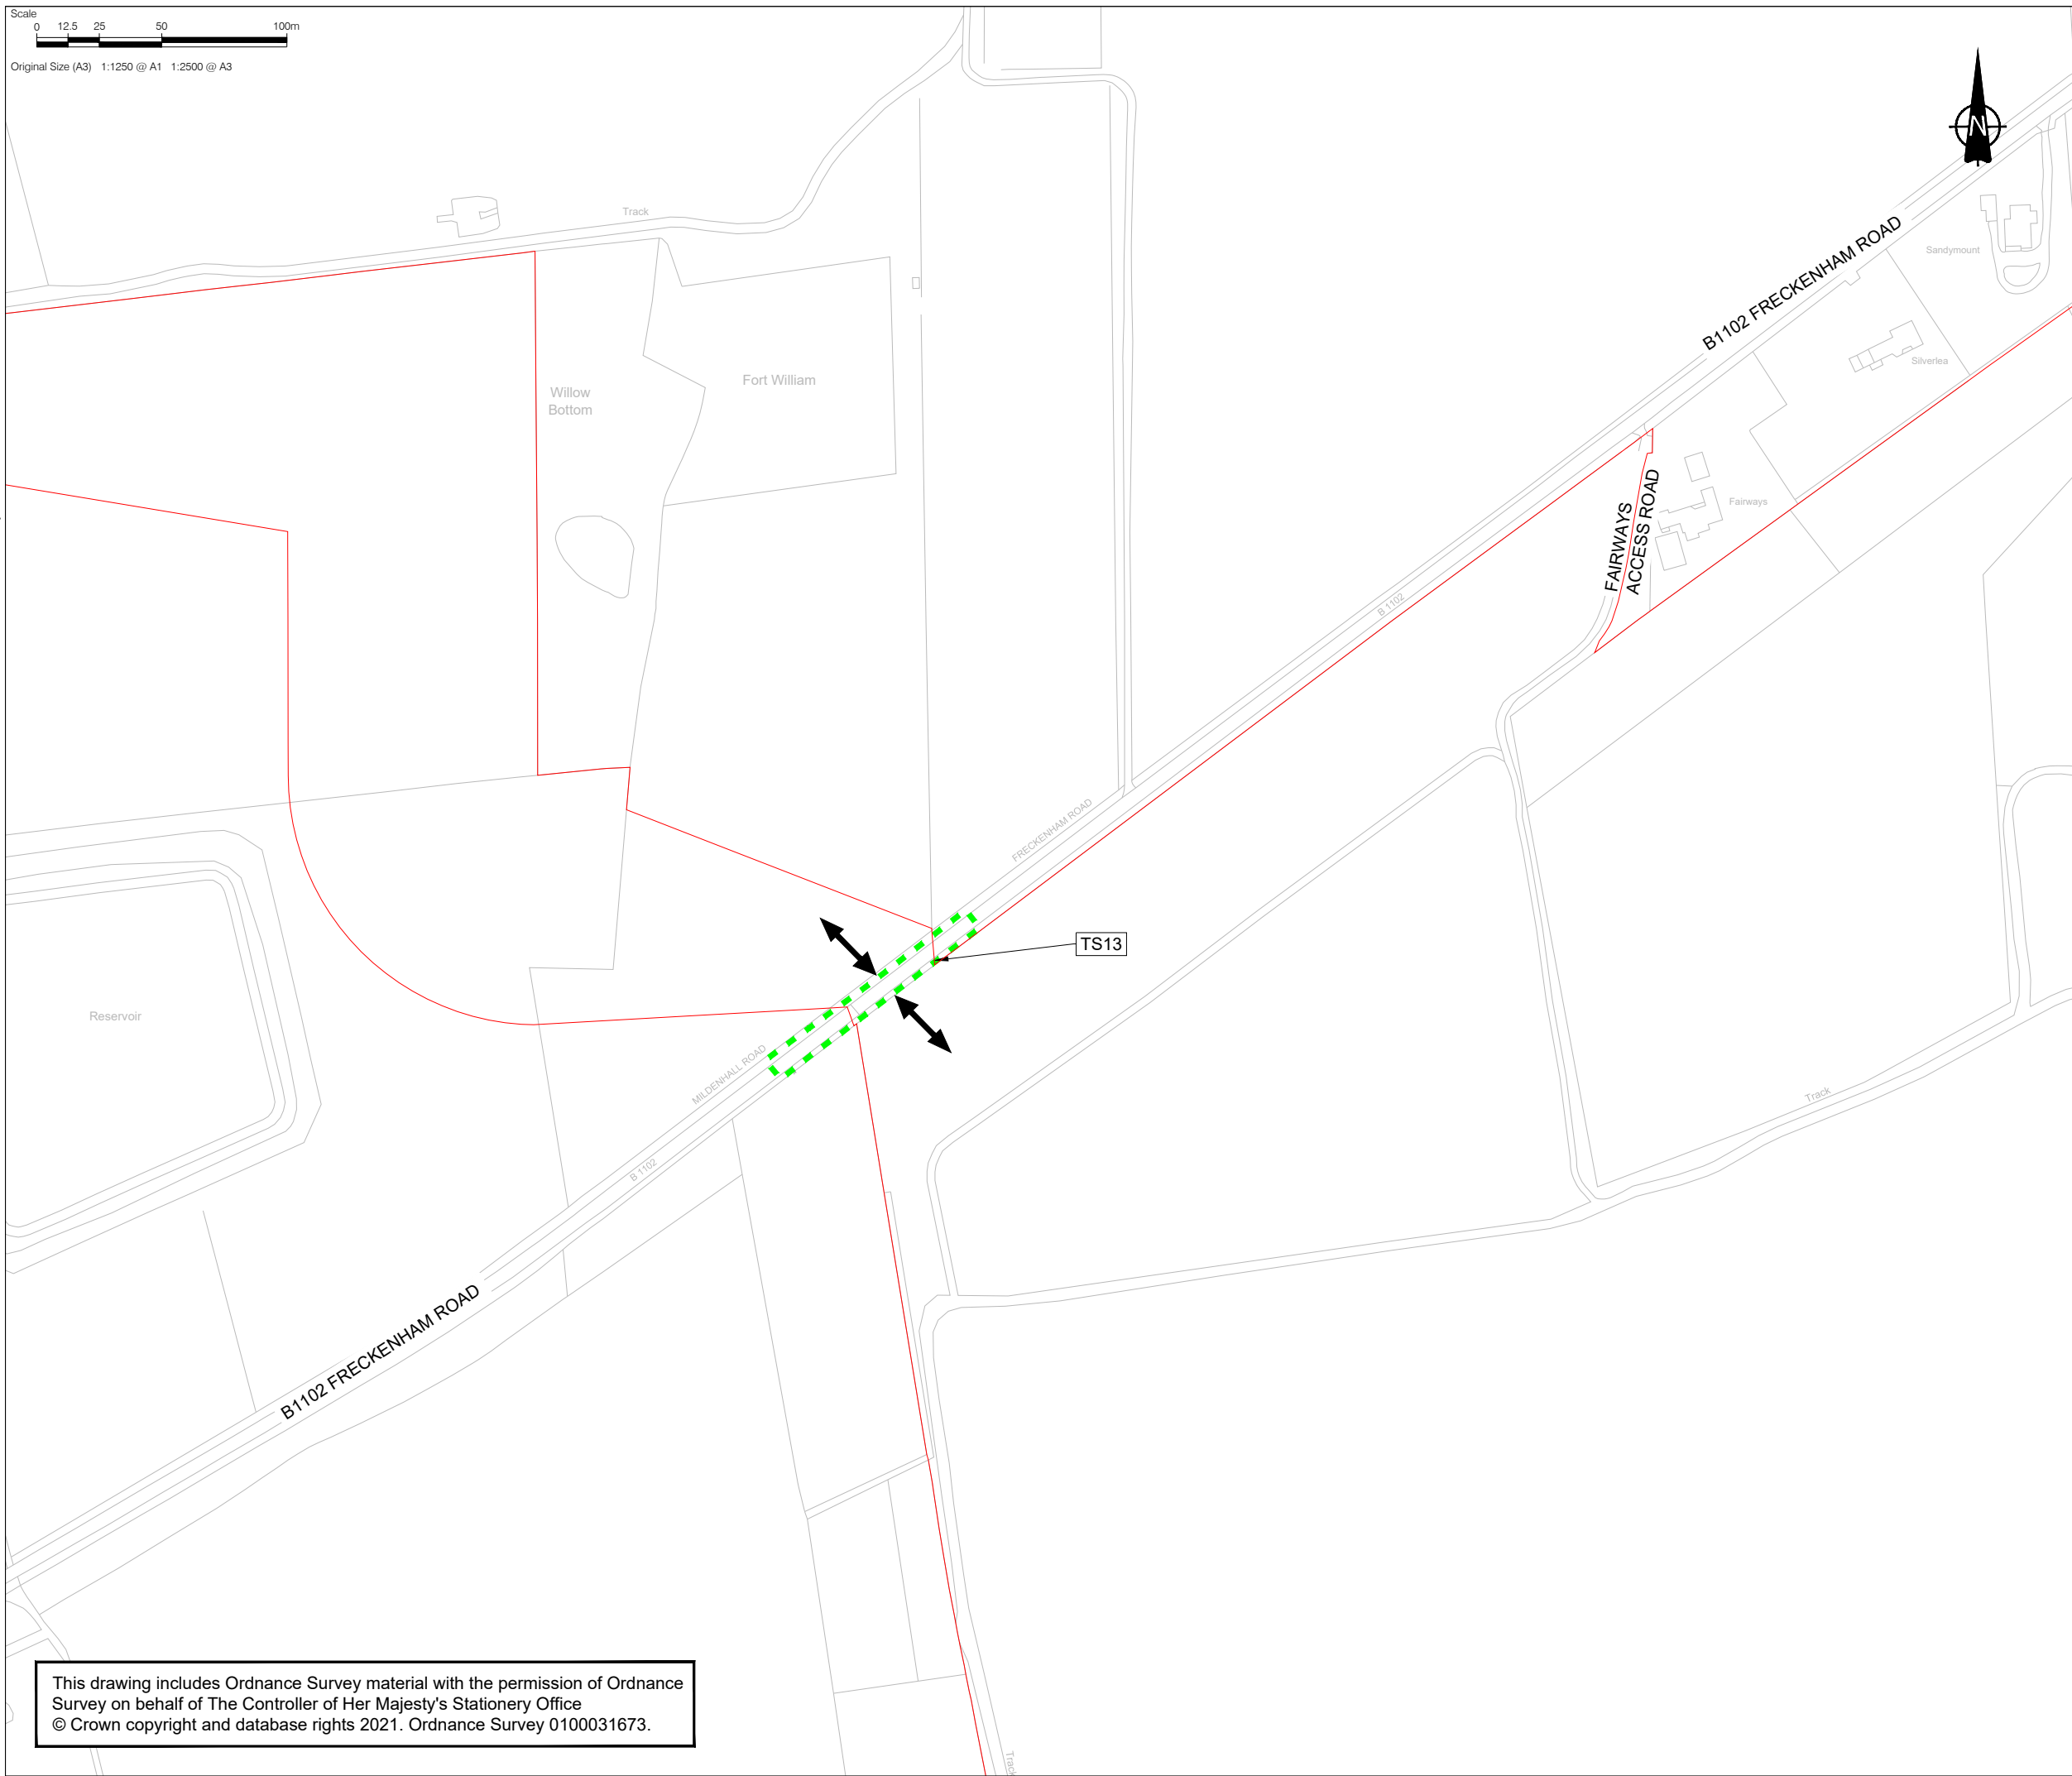 Scale
0 12.5 25 50 100m
Original Size (A3) 1:1250 @ A1 1:2500 @ A3
N
Track
B1102 FRECKENHAM ROAD
Sandymount
Silverlea
Willow
Bottom
Fort William
Fairways
FAIRWAYS
ACCESS ROAD
B 1102
FRECKENHAM ROAD
TS13
Reservoir
MILDENHALL ROAD
Track
B 1102
B1102 FRECKENHAM ROAD
This drawing includes Ordnance Survey material with the permission of Ordnance
Survey on behalf of The Controller of Her Majesty's Stationery Office
© Crown copyright and database rights 2021. Ordnance Survey 0100031673.
Track